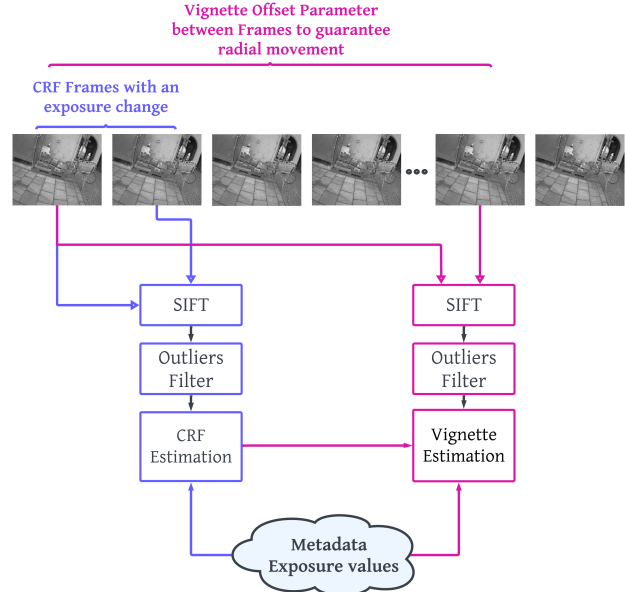 Vignette Offset Parameter
between Frames to guarantee
radial movement
CRF Frames with an
exposure change
SIFT
SIFT
Outliers
Filter
Outliers
Filter
CRF
Estimation
Vignette
Estimation
Metadata
Exposure values